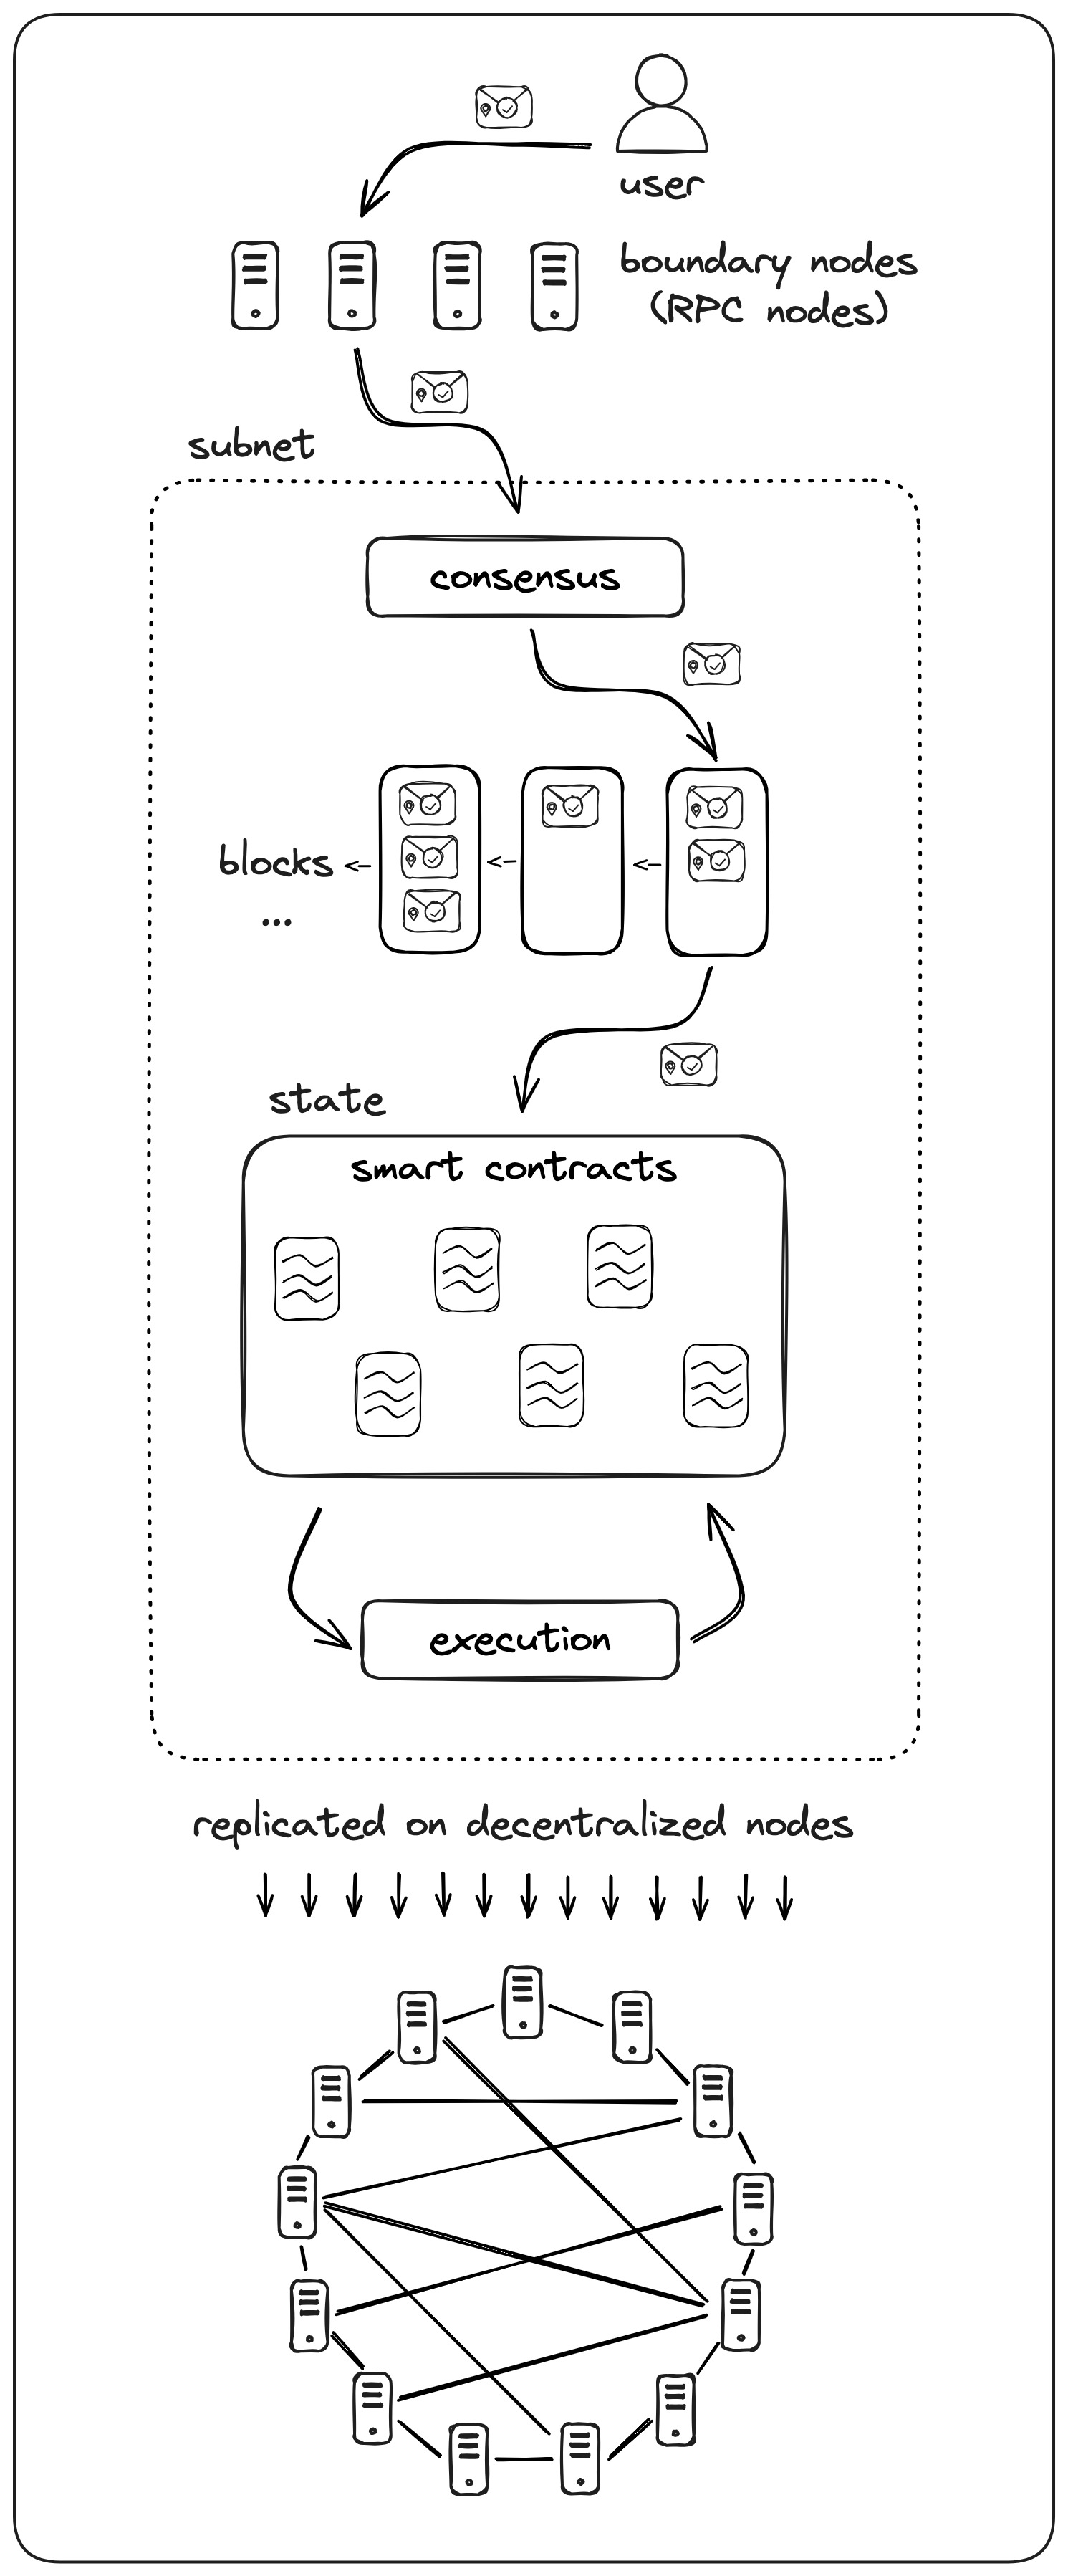 user
boundary nodes
(RPC nodes)
subnet
consensus
blocks
...
state
smart contracts
execution
replicated on decentralized nodes